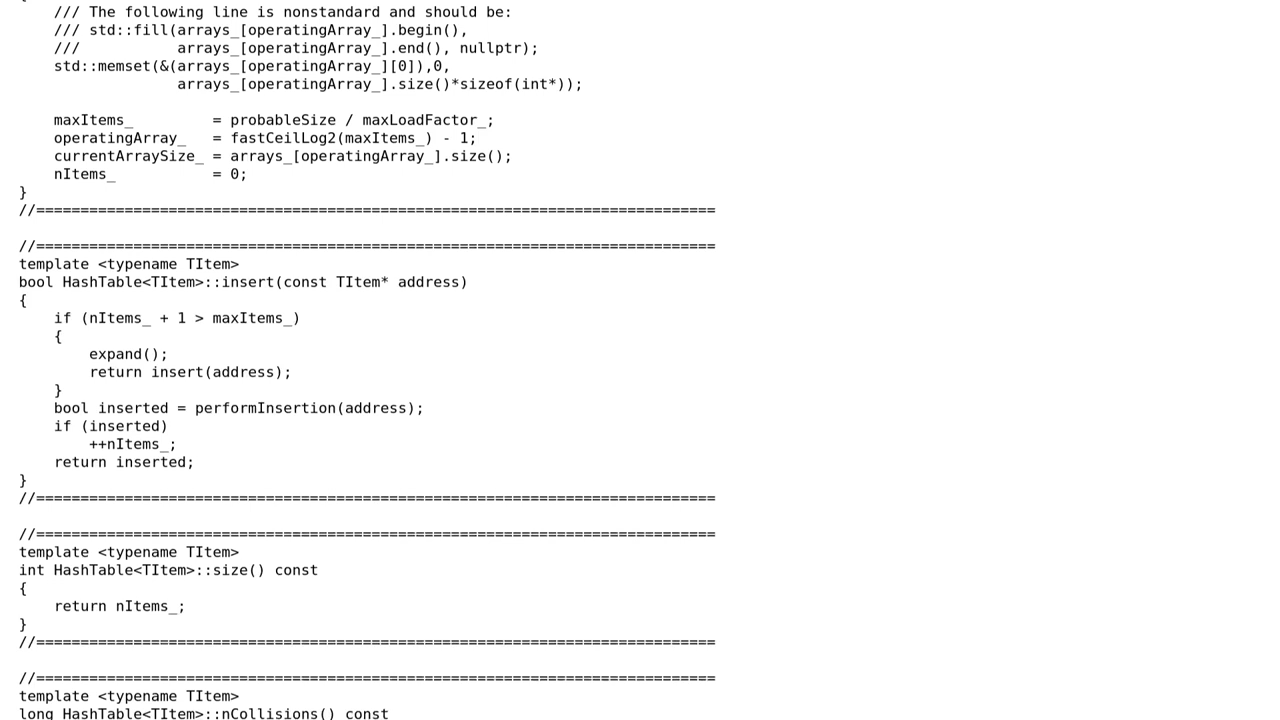 {
    /// The following line is nonstandard and should be:
    /// std::fill(arrays_[operatingArray_].begin(),
    ///           arrays_[operatingArray_].end(), nullptr);
    std::memset(&(arrays_[operatingArray_][0]),0,
                  arrays_[operatingArray_].size()*sizeof(int*));

    maxItems_         = probableSize / maxLoadFactor_;
    operatingArray_   = fastCeilLog2(maxItems_) - 1;
    currentArraySize_ = arrays_[operatingArray_].size();
    nItems_           = 0;
}
//=============================================================================

//=============================================================================
template <typename TItem>
bool HashTable<TItem>::insert(const TItem* address)
{
    if (nItems_ + 1 > maxItems_)
    {
        expand();
        return insert(address);
    }
    bool inserted = performInsertion(address);
    if (inserted)
        ++nItems_;
    return inserted;
}
//=============================================================================

//=============================================================================
template <typename TItem>
int HashTable<TItem>::size() const
{
    return nItems_;
}
//=============================================================================

//=============================================================================
template <typename TItem>
long HashTable<TItem>::nCollisions() const